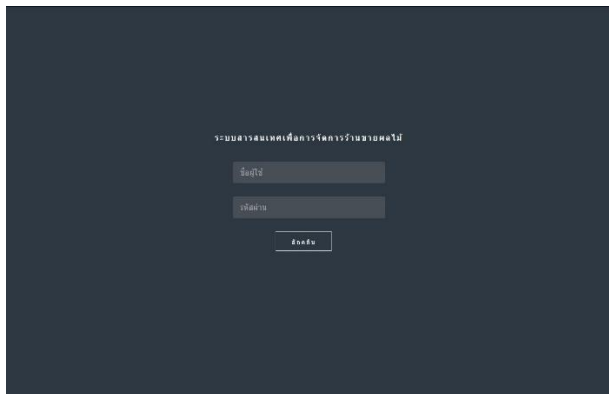 ระบบสารสนเทศเพื่อการจัดการร้านขายผลไม้
ชื่อผู้ใช้
รหัสผ่าน
ล็อคอิน